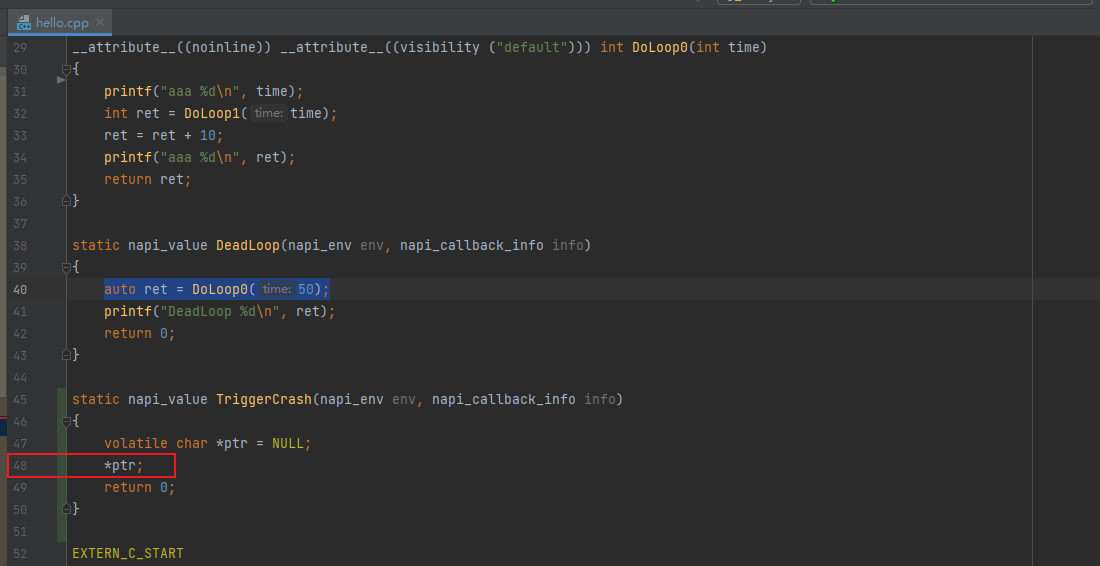 hello.cpp
29 __attribute__((noinline)) __attribute__((visibility ("default"))) int DoLoop0(int time)
30 {
31     printf("aaa %d\n", time);
32     int ret = DoLoop1( time: time);
33     ret = ret + 10;
34     printf("aaa %d\n", ret);
35     return ret;
36 }
37
38 static napi_value DeadLoop(napi_env env, napi_callback_info info)
39 {
40     auto ret = DoLoop0( time: 50);
41     printf("DeadLoop %d\n", ret);
42     return 0;
43 }
44
45 static napi_value TriggerCrash(napi_env env, napi_callback_info info)
46 {
47     volatile char *ptr = NULL;
48     *ptr;
49     return 0;
50 }
51
52 EXTERN_C_START